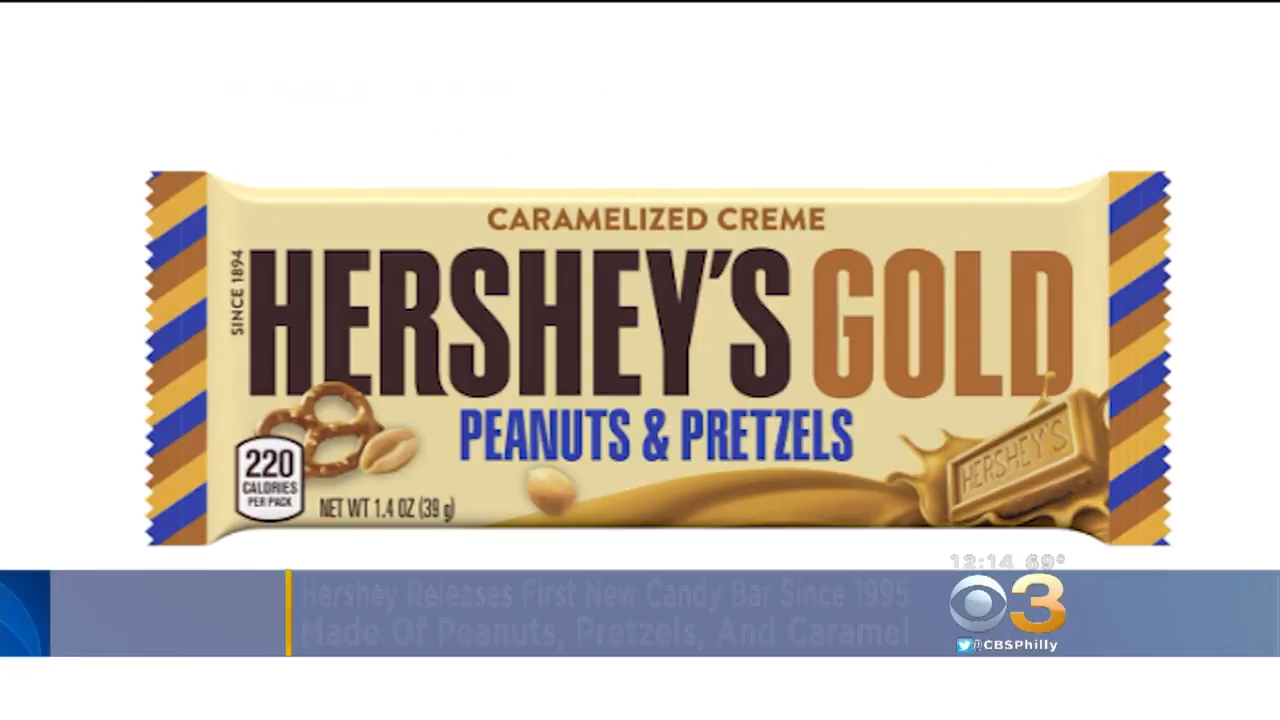 CARAMELIZED CREME
SINCE 1894
HERSHEY'S GOLD
PEANUTS & PRETZELS
HERSHEY'S
220
CALORIES
PER PACK
NET WT 1.4 OZ (39 g)
12:14 69°
Hershey Releases First New Candy Bar Since 1995
Made Of Peanuts, Pretzels, And Caramel
3
@CBSPhilly